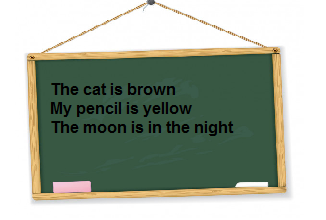 The cat is brown
My pencil is yellow
The moon is in the night